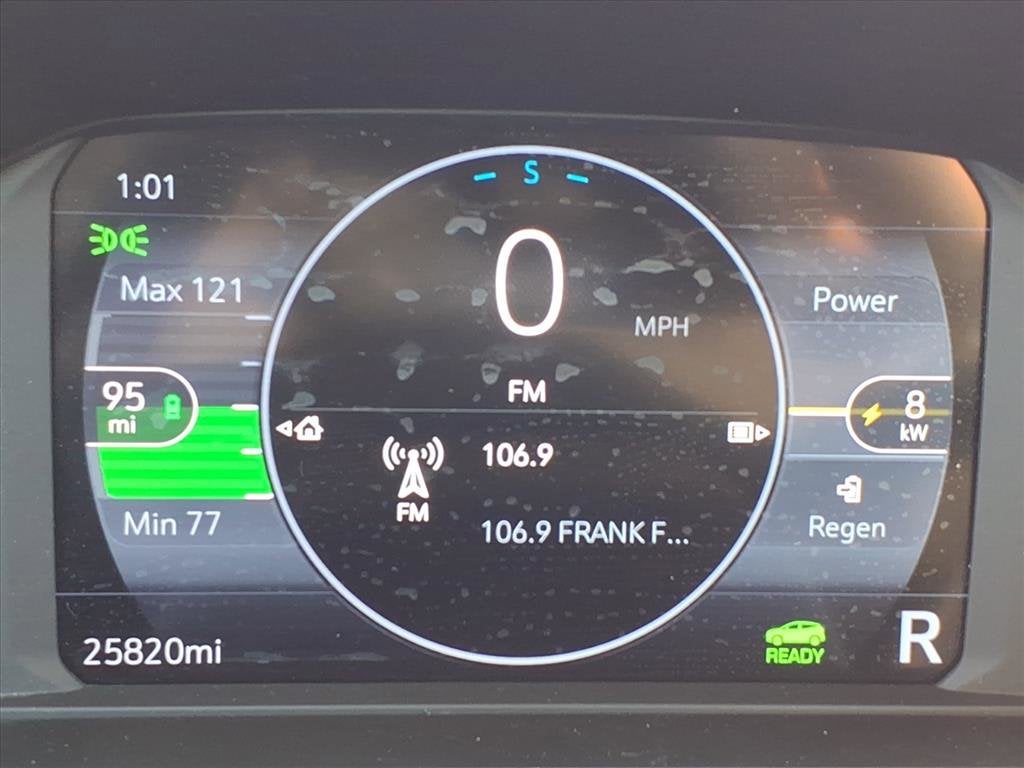 1:01
S
Max 121
0
MPH
Power
95
mi
8
kW
FM
106.9
FM
106.9 FRANK F...
Min 77
Regen
25820mi
READY
R